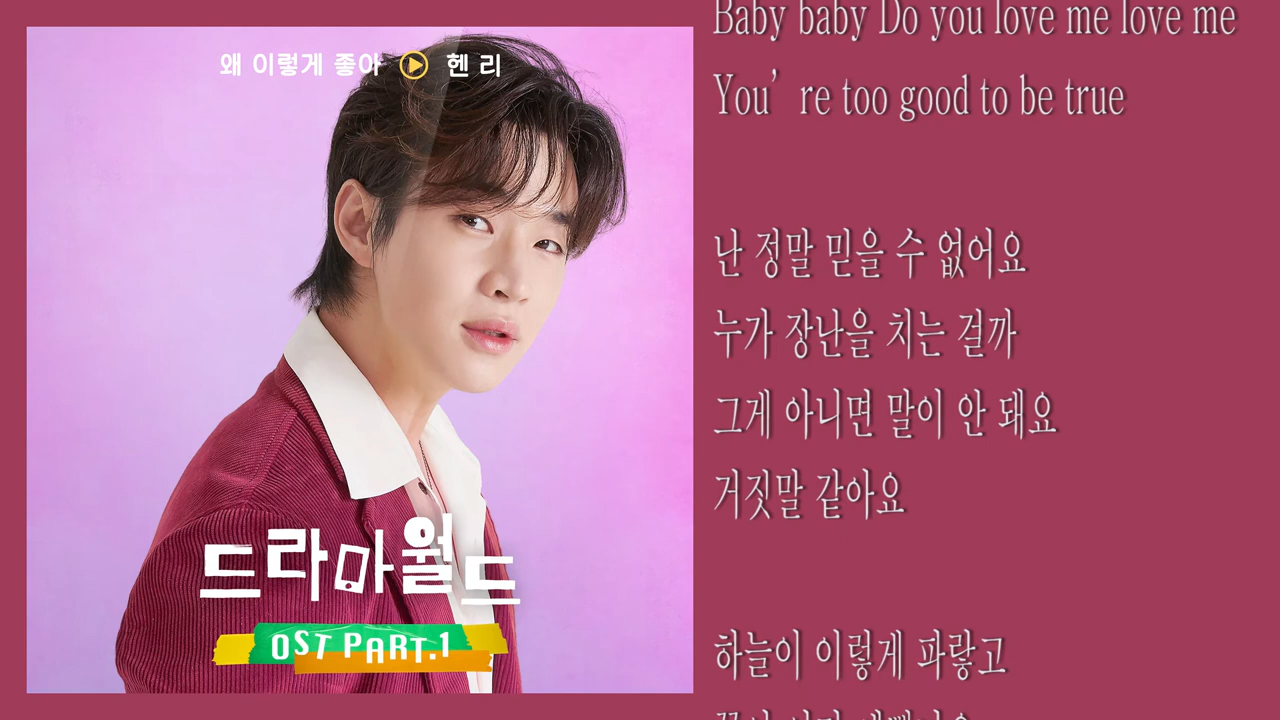 왜 이렇게 좋아 헨리
드라마월드
OST PART.1
Baby baby Do you love me love me
You’re too good to be true
난 정말 믿을 수 없어요
누가 장난을 치는 걸까
그게 아니면 말이 안 돼요
거짓말 같아요
하늘이 이렇게 파랗고